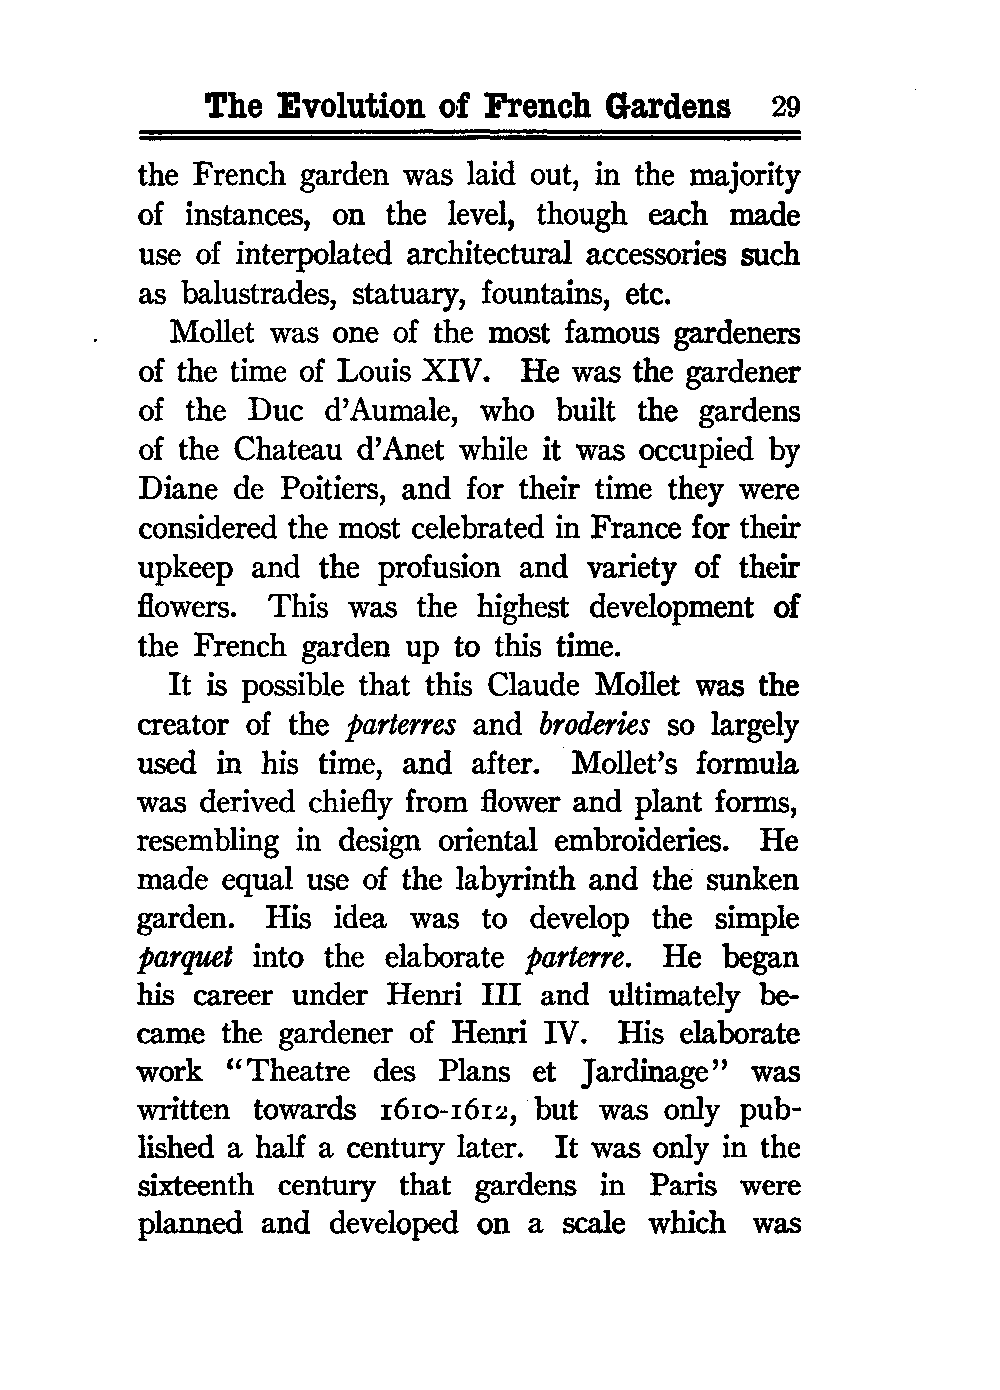 The Evolution of French Gardens 29
the French garden was laid out, in the majority
of instances, on the level, though each made
use of interpolated architectural accessories such
as balustrades, statuary, fountains, etc.
Mollet was one of the most famous gardeners
of the time of Louis XIV. He was the gardener
of the Duc d'Aumale, who built the gardens
of the Chateau d'Anet while it was occupied by
Diane de Poitiers, and for their time they were
considered the most celebrated in France for their
upkeep and the profusion and variety of their
flowers. This was the highest development of
the French garden up to this time.
It is possible that this Claude Mollet was the
creator of the parterres and broderies so largely
used in his time, and after. Mollet's formula
was derived chiefly from flower and plant forms,
resembling in design oriental embroideries. He
made equal use of the labyrinth and the sunken
garden. His idea was to develop the simple
parquet into the elaborate parterre. He began
his career under Henri III and ultimately be-
came the gardener of Henri IV. His elaborate
work "Theatre des Plans et Jardinage" was
written towards 1610-1612, but was only pub-
lished a half a century later. It was only in the
sixteenth century that gardens in Paris were
planned and developed on a scale which was